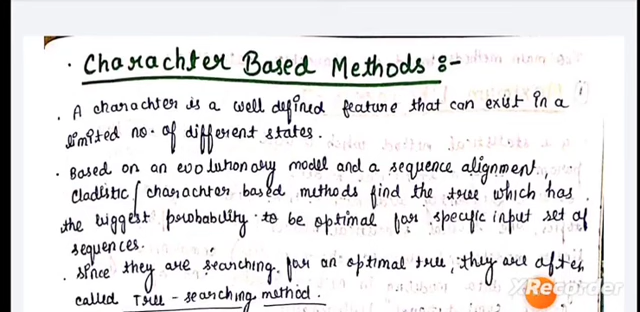 · Charachter Based Methods :-
· A charachter is a well defined feature that can exist in a
limited no. of different states.
· Based on an evolutionary model and a sequence alignment
cladistic/charachter based methods find the tree which has
the biggest probability to be optimal for specific input set of
sequences.
· Since they are searching for an optimal tree, they are often
called Tree-searching method.
XRecorder